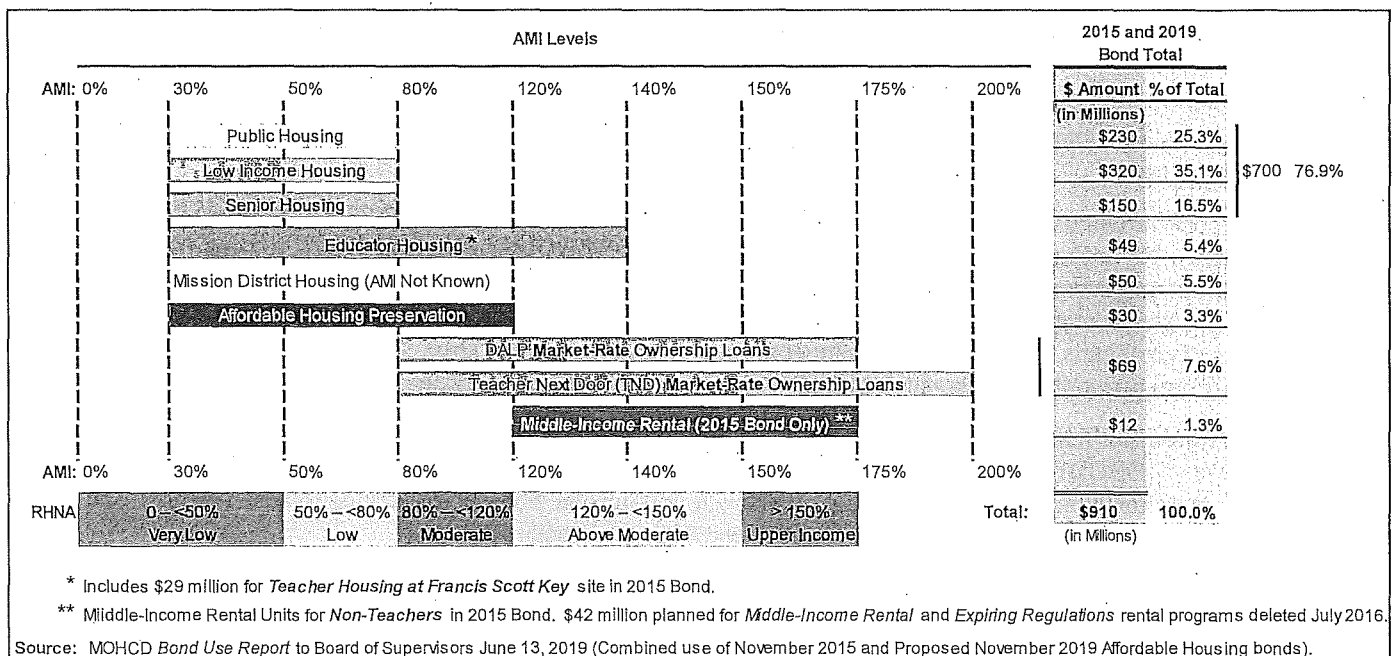 AMI Levels
2015 and 2019
Bond Total
AMI: 0% 30% 50% 80% 120% 140% 150% 175% 200%
$ Amount % of Total
(in Millions)
Public Housing $230 25.3%
Low Income Housing $320 35.1% $700 76.9%
Senior Housing $150 16.5%
Educator Housing * $49 5.4%
Mission District Housing (AMI Not Known) $50 5.5%
Affordable Housing Preservation $30 3.3%
DALP Market-Rate Ownership Loans
$69 7.6%
Teacher Next Door (TND) Market-Rate Ownership Loans
Middle-Income Rental (2015 Bond Only) ** $12 1.3%
AMI: 0% 30% 50% 80% 120% 140% 150% 175% 200%
RHNA 0 – <50% 50% – <80% 80% – <120% 120% – <150% > 150% Total: $910 100.0%
Very Low Low Moderate Above Moderate Upper Income (in Millions)
* Includes $29 million for Teacher Housing at Francis Scott Key site in 2015 Bond.
** Miiddle-Income Rental Units for Non-Teachers in 2015 Bond. $42 million planned for Middle-Income Rental and Expiring Regulations rental programs deleted July 2016.
Source: MOHCD Bond Use Report to Board of Supervisors June 13, 2019 (Combined use of November 2015 and Proposed November 2019 Affordable Housing bonds).